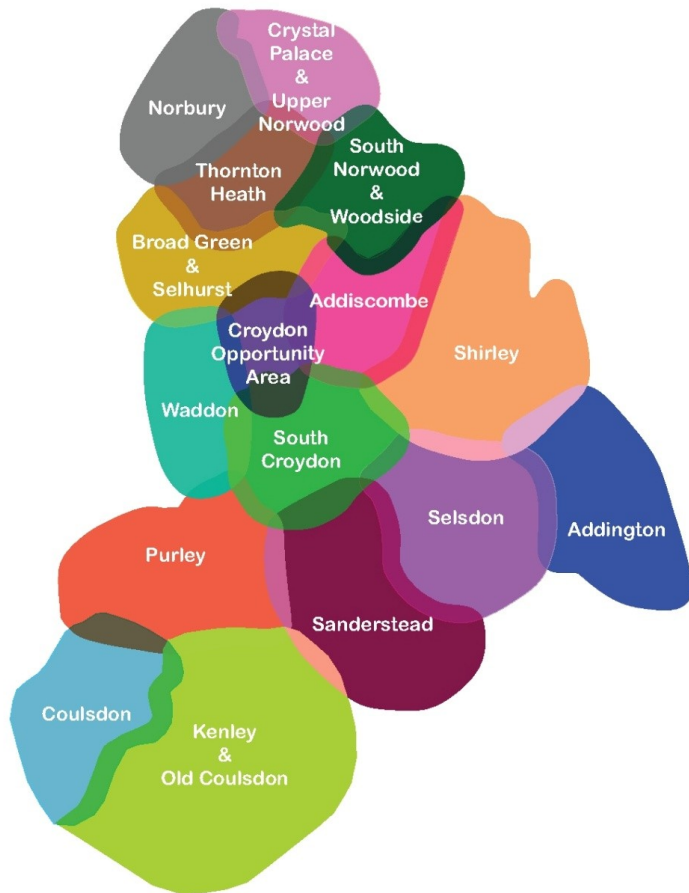 Crystal
Palace
&
Upper
Norwood
Norbury
South
Norwood
&
Woodside
Thornton
Heath
Broad Green
&
Selhurst
Addiscombe
Croydon
Opportunity
Area
Shirley
Waddon
South
Croydon
Selsdon
Addington
Purley
Sanderstead
Coulsdon
Kenley
&
Old Coulsdon